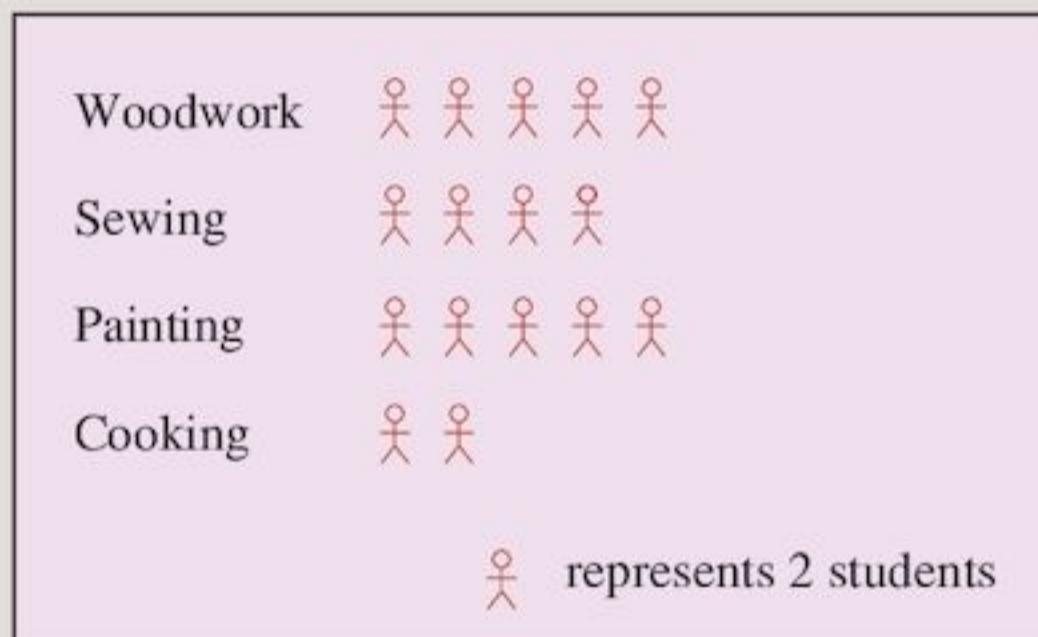 Woodwork
Sewing
Painting
Cooking
represents 2 students